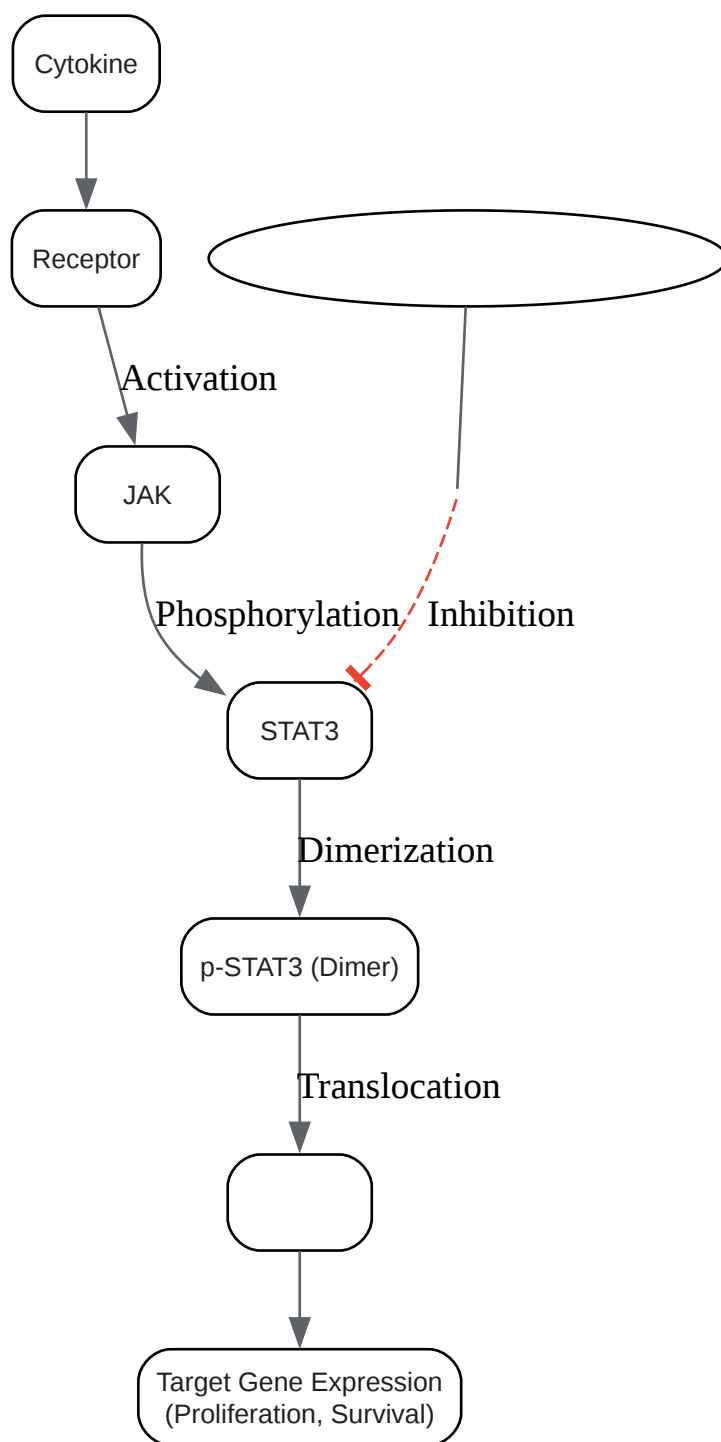 Cytokine
Receptor
Activation
JAK
Phosphorylation
Inhibition
STAT3
Dimerization
p-STAT3 (Dimer)
Translocation
Target Gene Expression
(Proliferation, Survival)